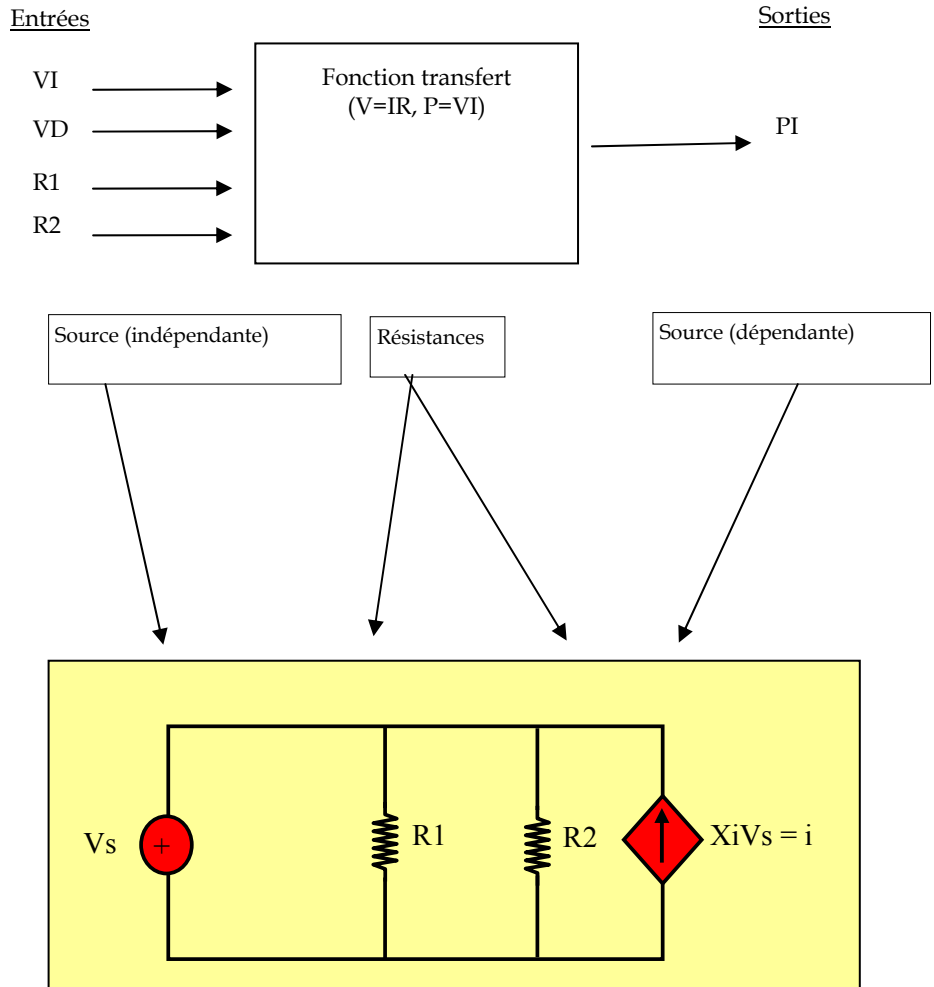 Entrées
Sorties
VI
VD
R1
R2
Fonction transfert
(V=IR, P=VI)
PI
Source (indépendante)
Résistances
Source (dépendante)
Vs
+
R1
R2
XiVs = i